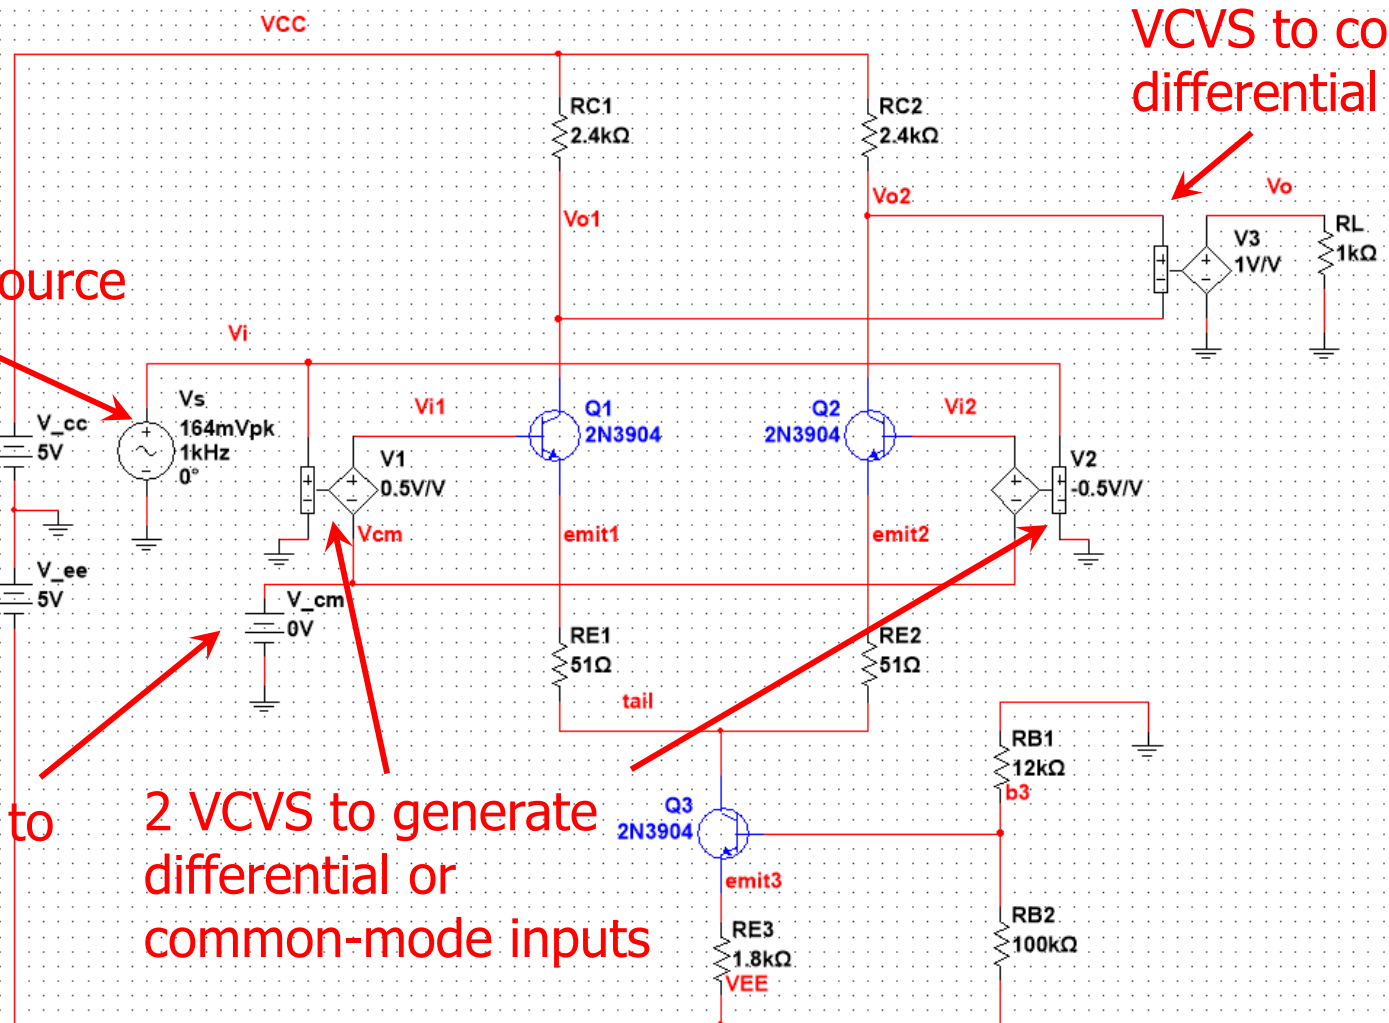 VCC
VCVS to co
differential
RC1
2.4kΩ
RC2
2.4kΩ
Vo1
Vo2
Vo
V3
1V/V
RL
1kΩ
ource
Vi
Vs
164mVpk
1kHz
0°
V_cc
5V
Vi1
Q1
2N3904
Q2
2N3904
Vi2
V1
0.5V/V
V2
-0.5V/V
Vcm
emit1
emit2
V_ee
5V
V_cm
0V
RE1
51Ω
RE2
51Ω
tail
RB1
12kΩ
b3
to
2 VCVS to generate
differential or
common-mode inputs
Q3
2N3904
emit3
RE3
1.8kΩ
VEE
RB2
100kΩ